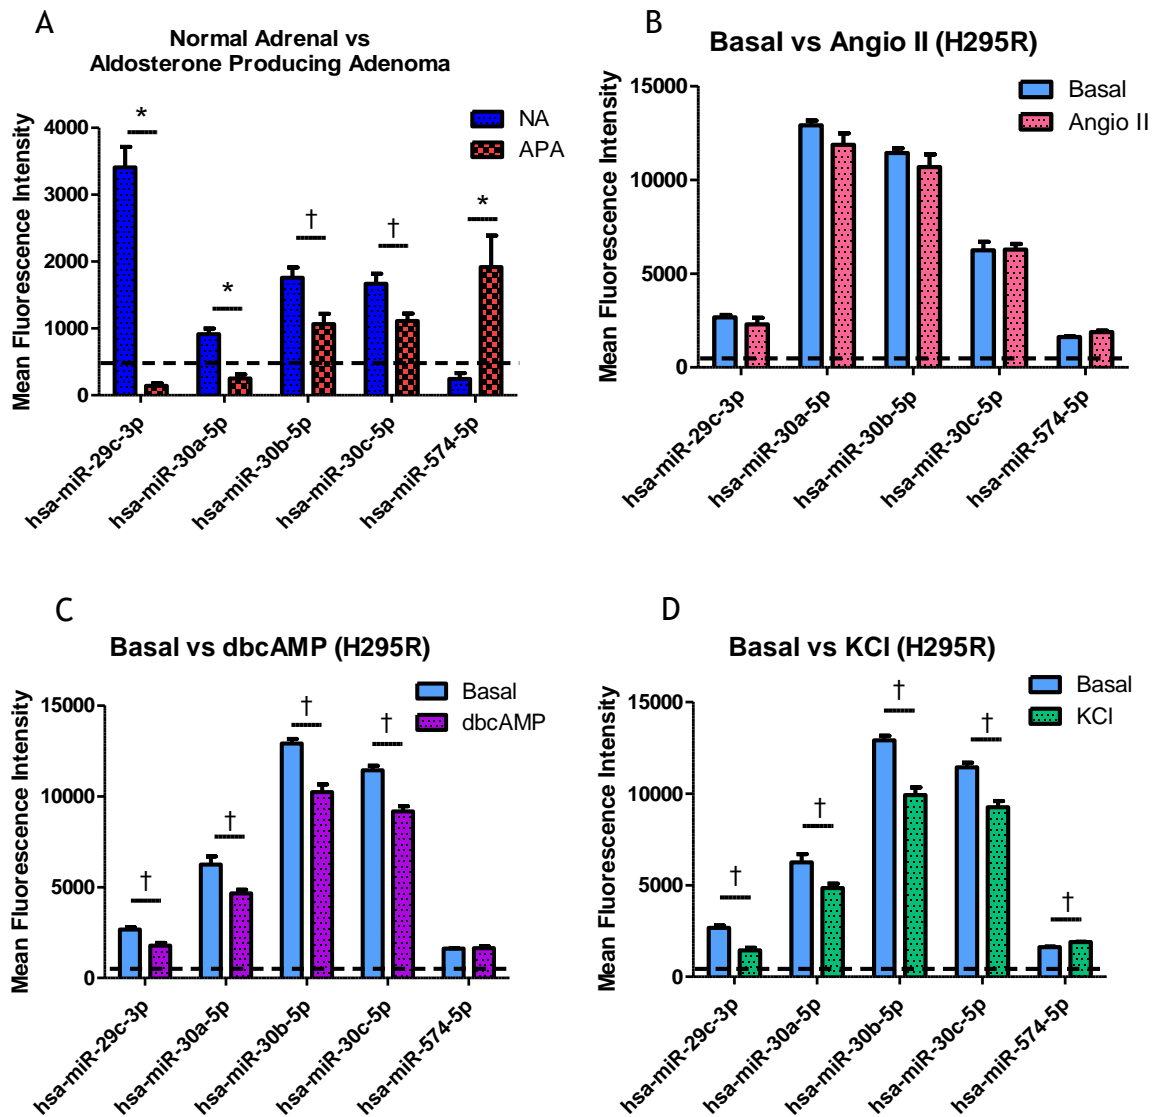 A
Normal Adrenal vs
Aldosterone Producing Adenoma
Mean Fluorescence Intensity
4000
3000
2000
1000
0
NA
APA
*
*
†
†
*
hsa-miR-29c-3p
hsa-miR-30a-5p
hsa-miR-30b-5p
hsa-miR-30c-5p
hsa-miR-574-5p
B
Basal vs Angio II (H295R)
Mean Fluorescence Intensity
15000
10000
5000
0
Basal
Angio II
hsa-miR-29c-3p
hsa-miR-30a-5p
hsa-miR-30b-5p
hsa-miR-30c-5p
hsa-miR-574-5p
C
Basal vs dbcAMP (H295R)
Mean Fluorescence Intensity
15000
10000
5000
0
Basal
dbcAMP
†
†
†
†
hsa-miR-29c-3p
hsa-miR-30a-5p
hsa-miR-30b-5p
hsa-miR-30c-5p
hsa-miR-574-5p
D
Basal vs KCl (H295R)
Mean Fluorescence Intensity
15000
10000
5000
0
Basal
KCl
†
†
†
†
†
hsa-miR-29c-3p
hsa-miR-30a-5p
hsa-miR-30b-5p
hsa-miR-30c-5p
hsa-miR-574-5p